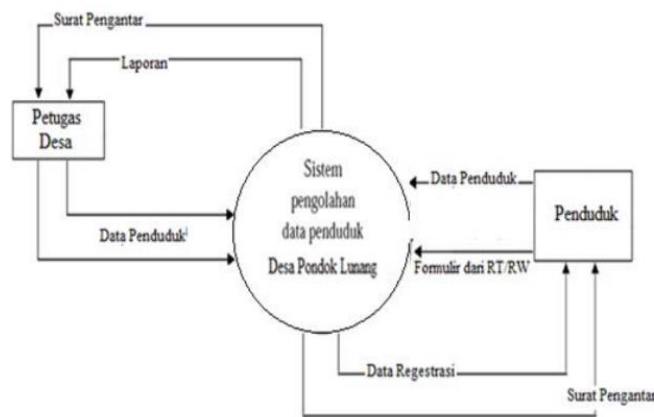 Surat Pengantar
Laporan
Petugas
Desa
Sistem
pengolahan
data penduduk
Desa Pondok Lunang
Data Penduduk
Data Penduduk
Penduduk
Formulir dari RT/RW
Data Regestrasi
Surat Pengantar